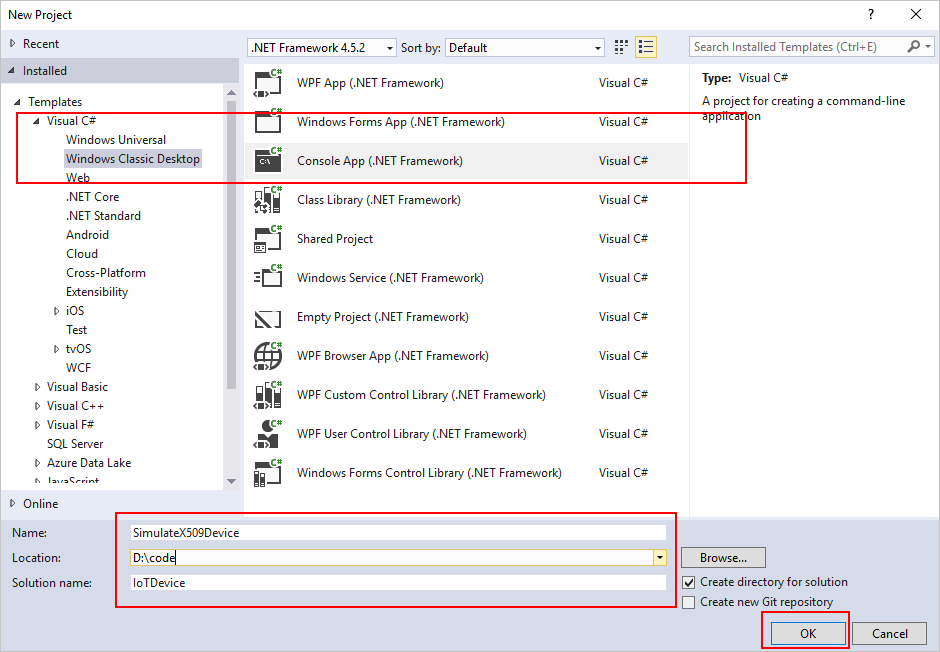 New Project
?
Recent
.NET Framework 4.5.2
Sort by:
Default
Search Installed Templates (Ctrl+E)
Installed
Templates
Visual C#
Windows Universal
Windows Classic Desktop
Web
.NET Core
.NET Standard
Android
Cloud
Cross-Platform
Extensibility
iOS
Test
tvOS
WCF
Visual Basic
Visual C++
Visual F#
SQL Server
Azure Data Lake
JavaScript
Online
C# WPF App (.NET Framework) Visual C#
C# Windows Forms App (.NET Framework) Visual C#
C# C:\ Console App (.NET Framework) Visual C#
C# Class Library (.NET Framework) Visual C#
C# Shared Project Visual C#
C# Windows Service (.NET Framework) Visual C#
Empty Project (.NET Framework) Visual C#
C# WPF Browser App (.NET Framework) Visual C#
C# WPF Custom Control Library (.NET Framework) Visual C#
C# WPF User Control Library (.NET Framework) Visual C#
C# Windows Forms Control Library (.NET Framework) Visual C#
Type: Visual C#
A project for creating a command-line
application
Name: SimulateX509Device
Location: D:\code
Browse...
Solution name: IoTDevice
Create directory for solution
Create new Git repository
OK
Cancel